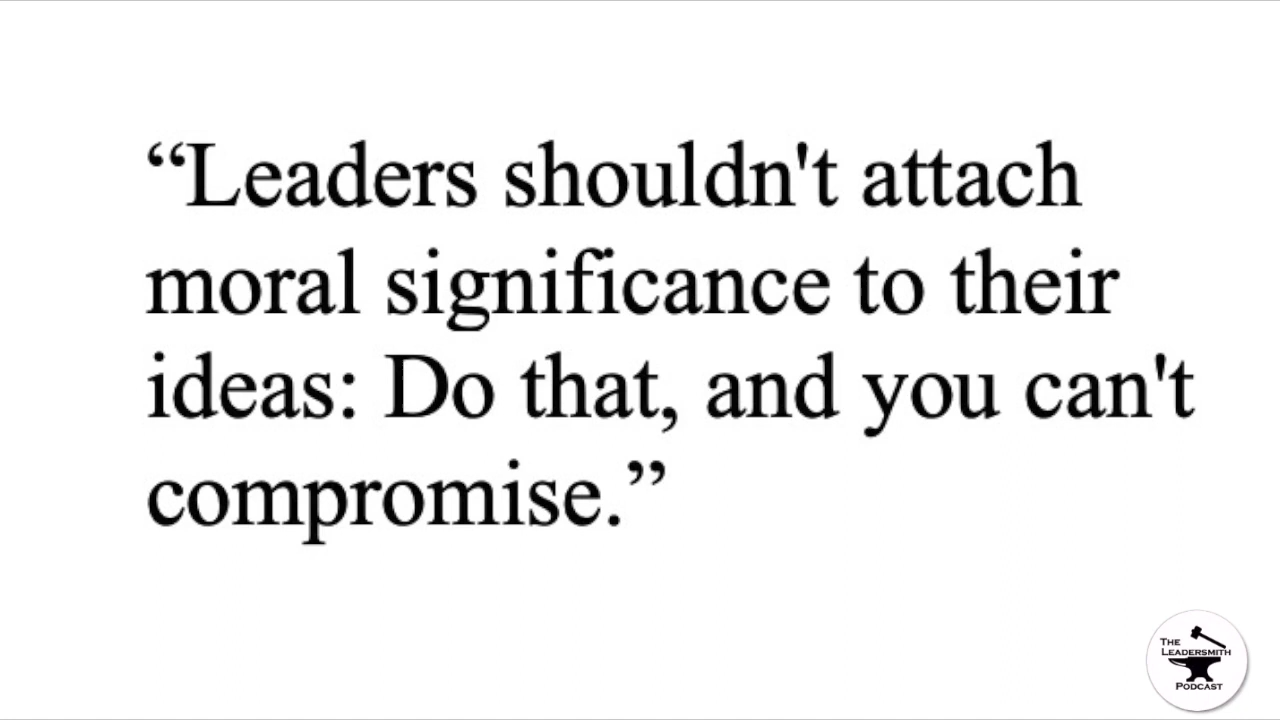 “Leaders shouldn't attach
moral significance to their
ideas: Do that, and you can't
compromise.”
THE
LEADERSMITH
PODCAST